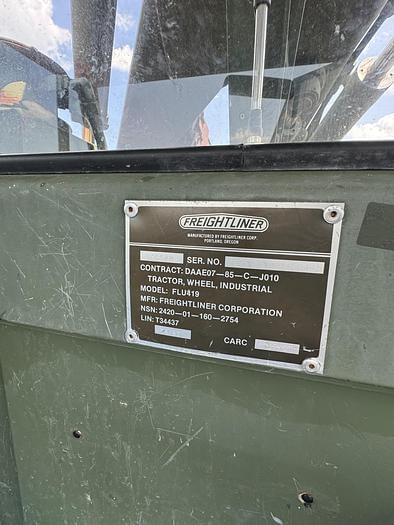 FREIGHTLINER
MANUFACTURED BY FREIGHTLINER CORP.
PORTLAND, OREGON
SER. NO.
CONTRACT: DAAE07-85-C-J010
TRACTOR, WHEEL, INDUSTRIAL
MODEL: FLU419
MFR: FREIGHTLINER CORPORATION
NSN: 2420-01-160-2754
LIN: T34437
CARC